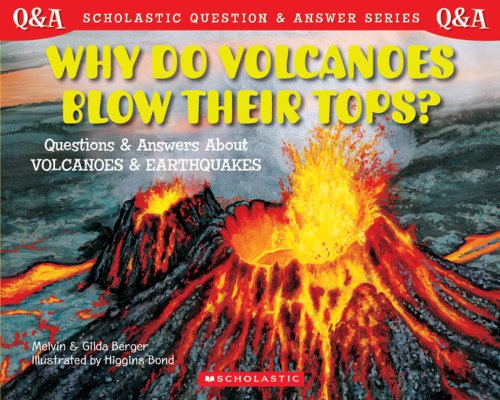 Q&A SCHOLASTIC QUESTION & ANSWER SERIES Q&A
WHY DO VOLCANOES
BLOW THEIR TOPS?
Questions & Answers About
VOLCANOES & EARTHQUAKES
Melvin & Gilda Berger
Illustrated by Higgins Bond
SCHOLASTIC